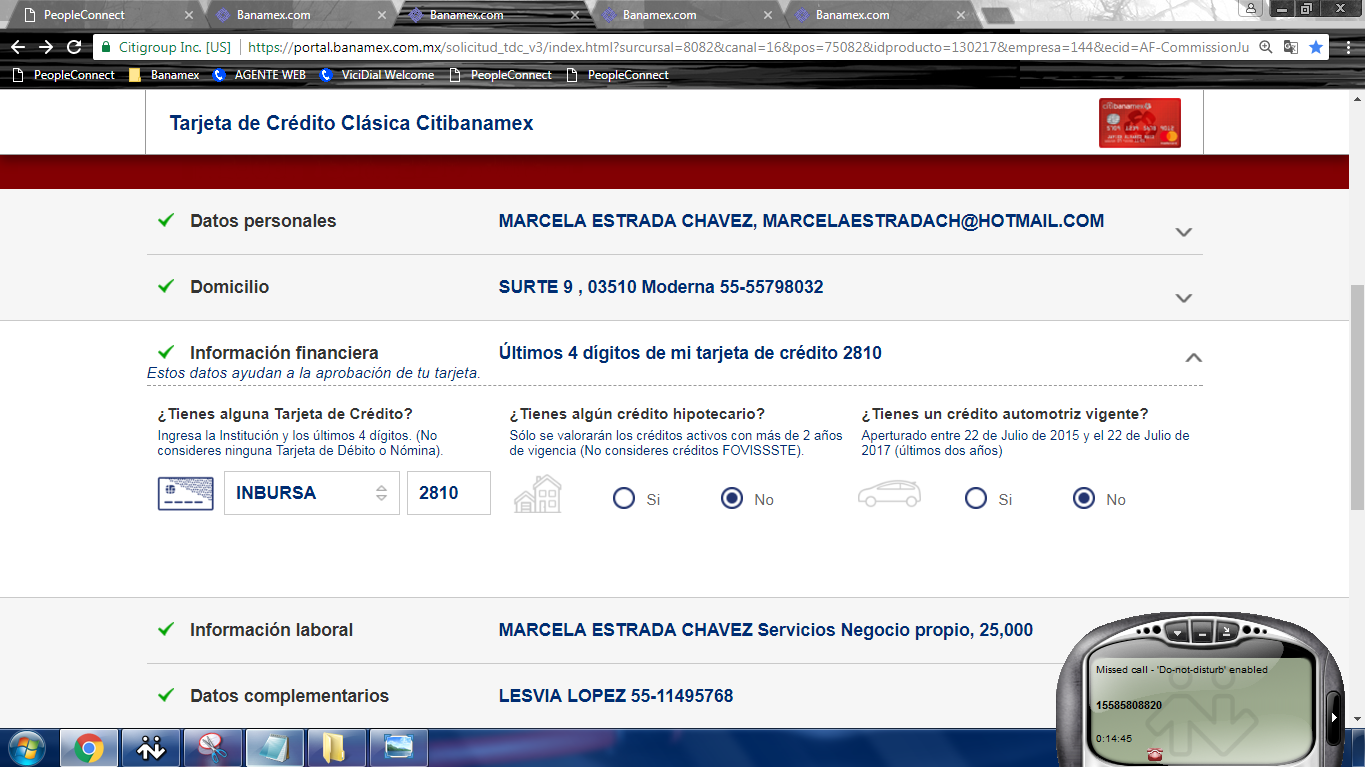 PeopleConnect
Banamex.com
Banamex.com
Banamex.com
Banamex.com
Citigroup Inc. [US]
https://portal.banamex.com.mx/solicitud_tdc_v3/index.html?sursursal=8082&canal=16&pos=75082&idproducto=130217&empresa=144&ecid=AF-CommissionJu
PeopleConnect
Banamex
AGENTE WEB
ViciDial Welcome
PeopleConnect
PeopleConnect
Tarjeta de Crédito Clásica Citibanamex
citibanamex
Datos personales
MARCELA ESTRADA CHAVEZ, MARCELAESTRADACH@HOTMAIL.COM
Domicilio
SURTE 9 , 03510 Moderna 55-55798032
Información financiera
Últimos 4 dígitos de mi tarjeta de crédito 2810
Estos datos ayudan a la aprobación de tu tarjeta.
¿Tienes alguna Tarjeta de Crédito?
Ingresa la Institución y los últimos 4 dígitos. (No
consideres ninguna Tarjeta de Débito o Nómina).
INBURSA
2810
¿Tienes algún crédito hipotecario?
Sólo se valorarán los créditos activos con más de 2 años
de vigencia (No consideres créditos FOVISSSTE).
Si
No
¿Tienes un crédito automotriz vigente?
Aperturado entre 22 de Julio de 2015 y el 22 de Julio de
2017 (últimos dos años)
Si
No
Información laboral
MARCELA ESTRADA CHAVEZ Servicios Negocio propio, 25,000
Datos complementarios
LESVIA LOPEZ 55-11495768
Missed call - 'Do-not-disturb' enabled
15585808820
0:14:45